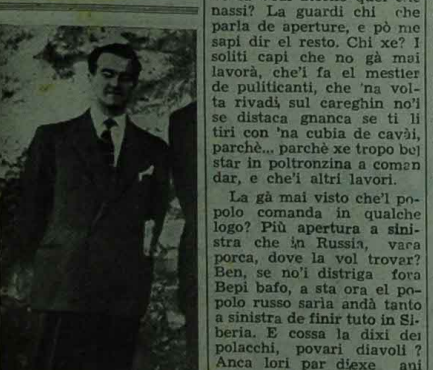 nassi? La guardi chi che
parla de aperture, e pò me
sapi dir el resto. Chi xe? I
soliti capi che no gà mai
lavorà, che'i fa el mestier
de puliticanti, che 'na vol-
ta rivadi, sul careghin no'i
se distaca gnanca se ti li
tiri con 'na cubia de cavài,
parchè... parchè xe tropo bel
star in poltronzina a coman
dar, e che'i altri lavori.
La gà mai visto che'l po-
polo comanda in qualche
logo? Più apertura a sini-
stra che in Russia, vaca
porca, dove la vol trovar?
Ben, se no'i distriga fora
Bepi bafo, a sta ora el po-
polo russo saria andà tanto
a sinistra de finir tuto in Si-
beria. E cossa la dixi dei
polacchi, povari diavoli ?
Anca lori par diexe ani